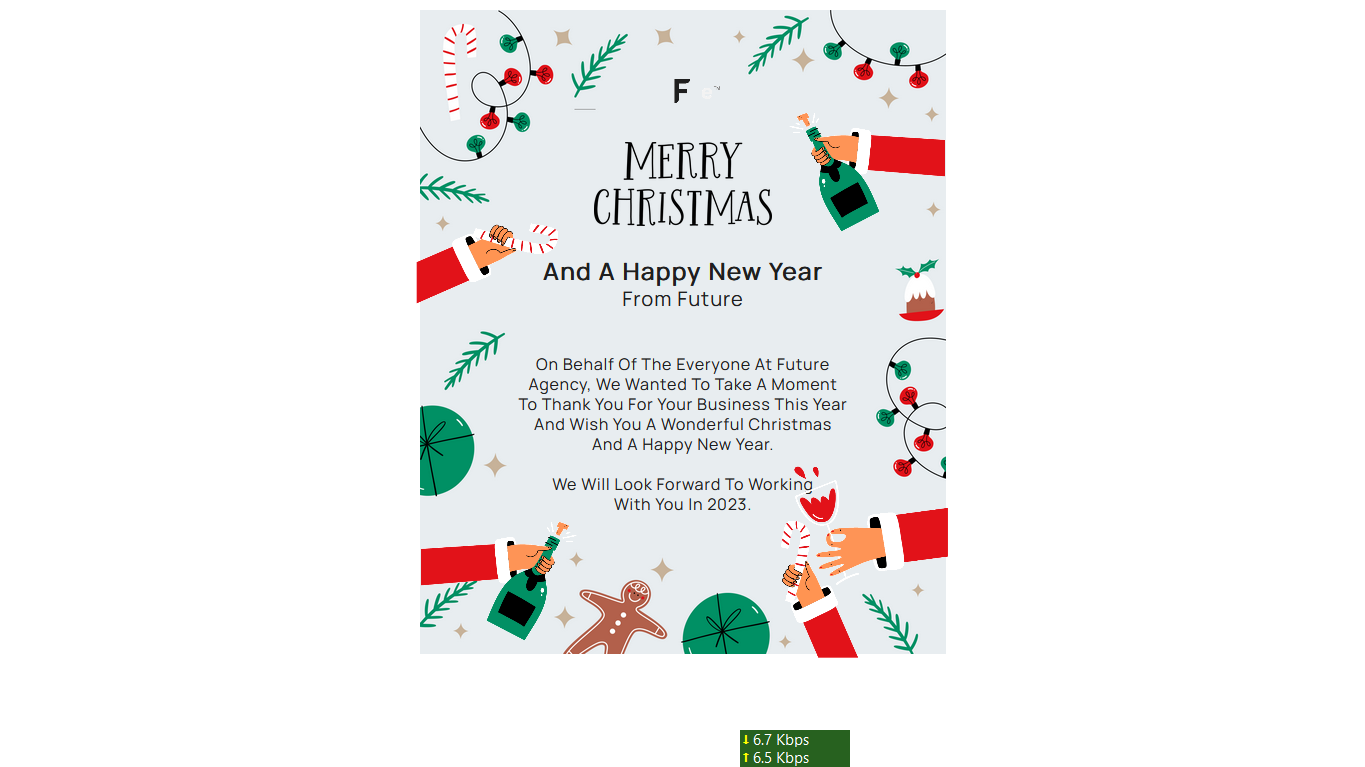 F e™
MERRY
CHRISTMAS
And A Happy New Year
From Future
On Behalf Of The Everyone At Future
Agency, We Wanted To Take A Moment
To Thank You For Your Business This Year
And Wish You A Wonderful Christmas
And A Happy New Year.
We Will Look Forward To Working
With You In 2023.
↓ 6.7 Kbps
↑ 6.5 Kbps